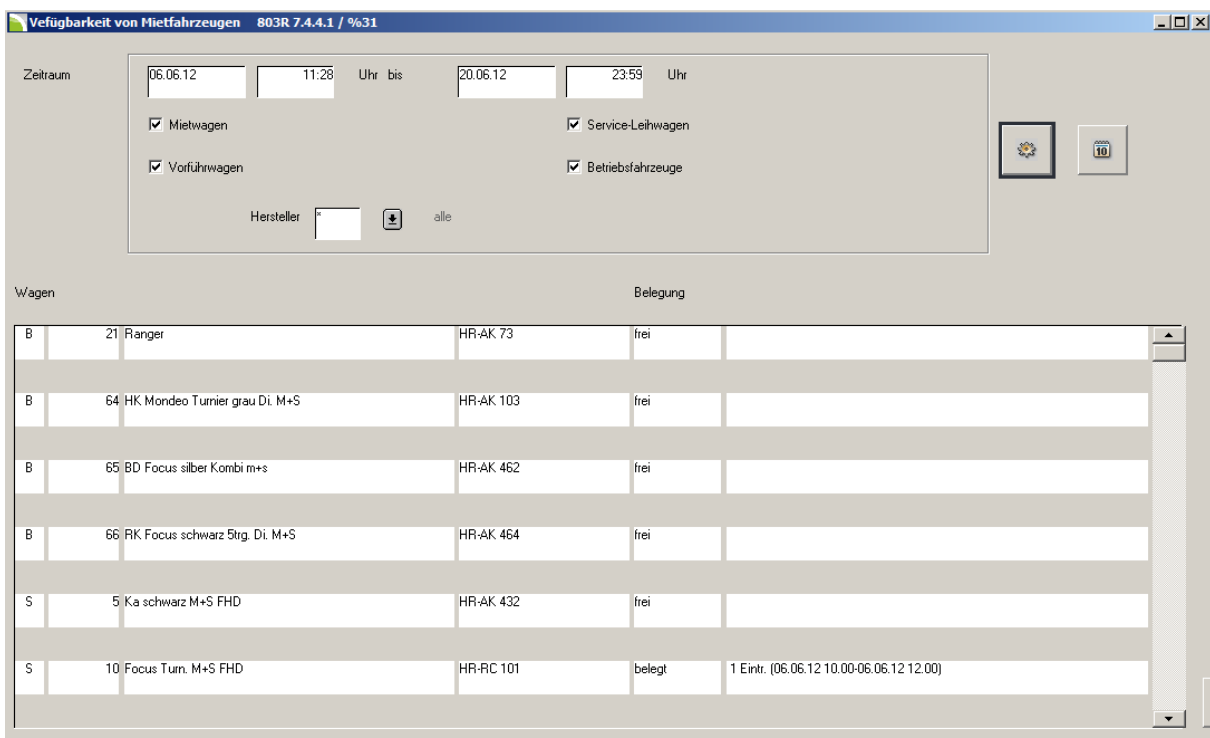 Vefügbarkeit von Mietfahrzeugen 803R 7.4.4.1 / %31
Zeitraum 06.06.12 11:28 Uhr bis 20.06.12 23:59 Uhr
Mietwagen Service-Leihwagen
10
Vorführwagen Betriebsfahrzeuge
Hersteller * alle
Wagen Belegung
B 21 Ranger HR-AK 73 frei
B 64 HK Mondeo Turnier grau Di. M+S HR-AK 103 frei
B 65 BD Focus silber Kombi m+s HR-AK 462 frei
B 66 RK Focus schwarz 5trg. Di. M+S HR-AK 464 frei
S 5 Ka schwarz M+S FHD HR-AK 432 frei
S 10 Focus Turn. M+S FHD HR-RC 101 belegt 1 Eintr. (06.06.12 10.00-06.06.12 12.00)